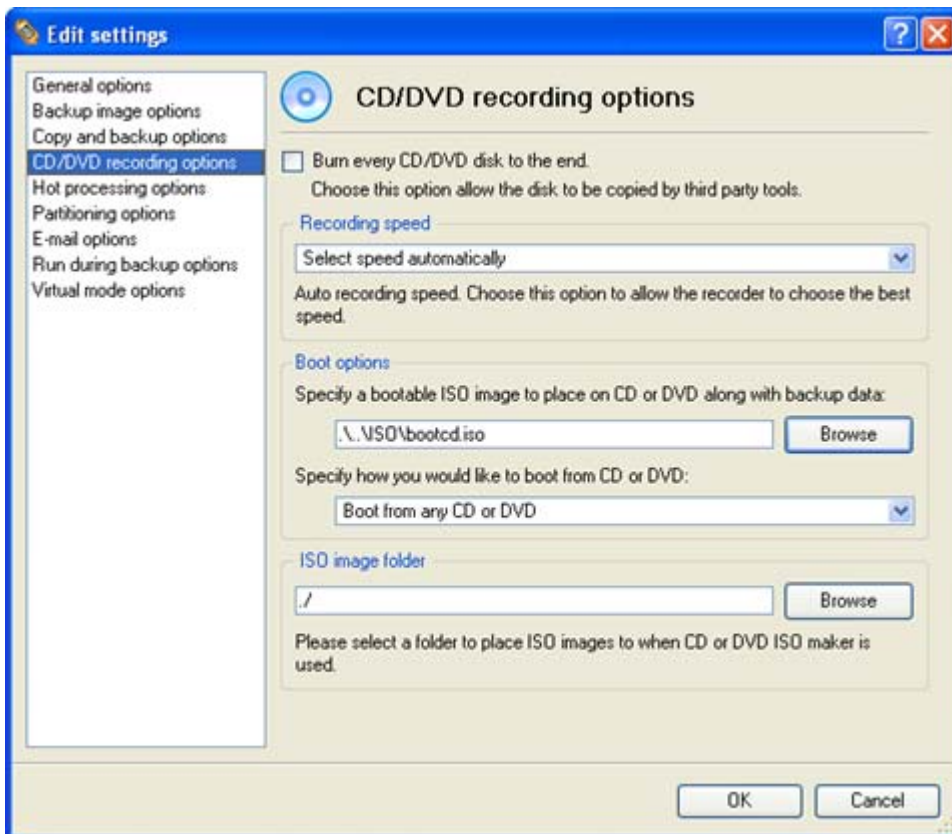 Edit settings
General options
Backup image options
Copy and backup options
CD/DVD recording options
Hot processing options
Partitioning options
E-mail options
Run during backup options
Virtual mode options
CD/DVD recording options
Burn every CD/DVD disk to the end.
Choose this option allow the disk to be copied by third party tools.
Recording speed
Select speed automatically
Auto recording speed. Choose this option to allow the recorder to choose the best
speed.
Boot options
Specify a bootable ISO image to place on CD or DVD along with backup data:
.\..\ISO\bootcd.iso
Browse
Specify how you would like to boot from CD or DVD:
Boot from any CD or DVD
ISO image folder
./
Browse
Please select a folder to place ISO images to when CD or DVD ISO maker is
used.
OK
Cancel